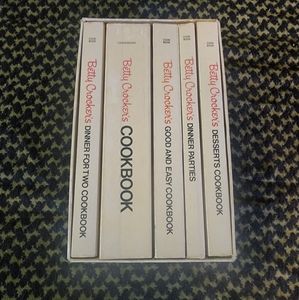 Betty Crocker's DINNER FOR TWO COOKBOOK
Betty Crocker's COOKBOOK
Betty Crocker's GOOD AND EASY COOKBOOK
Betty Crocker's DINNER PARTIES
Betty Crocker's DESSERTS COOKBOOK